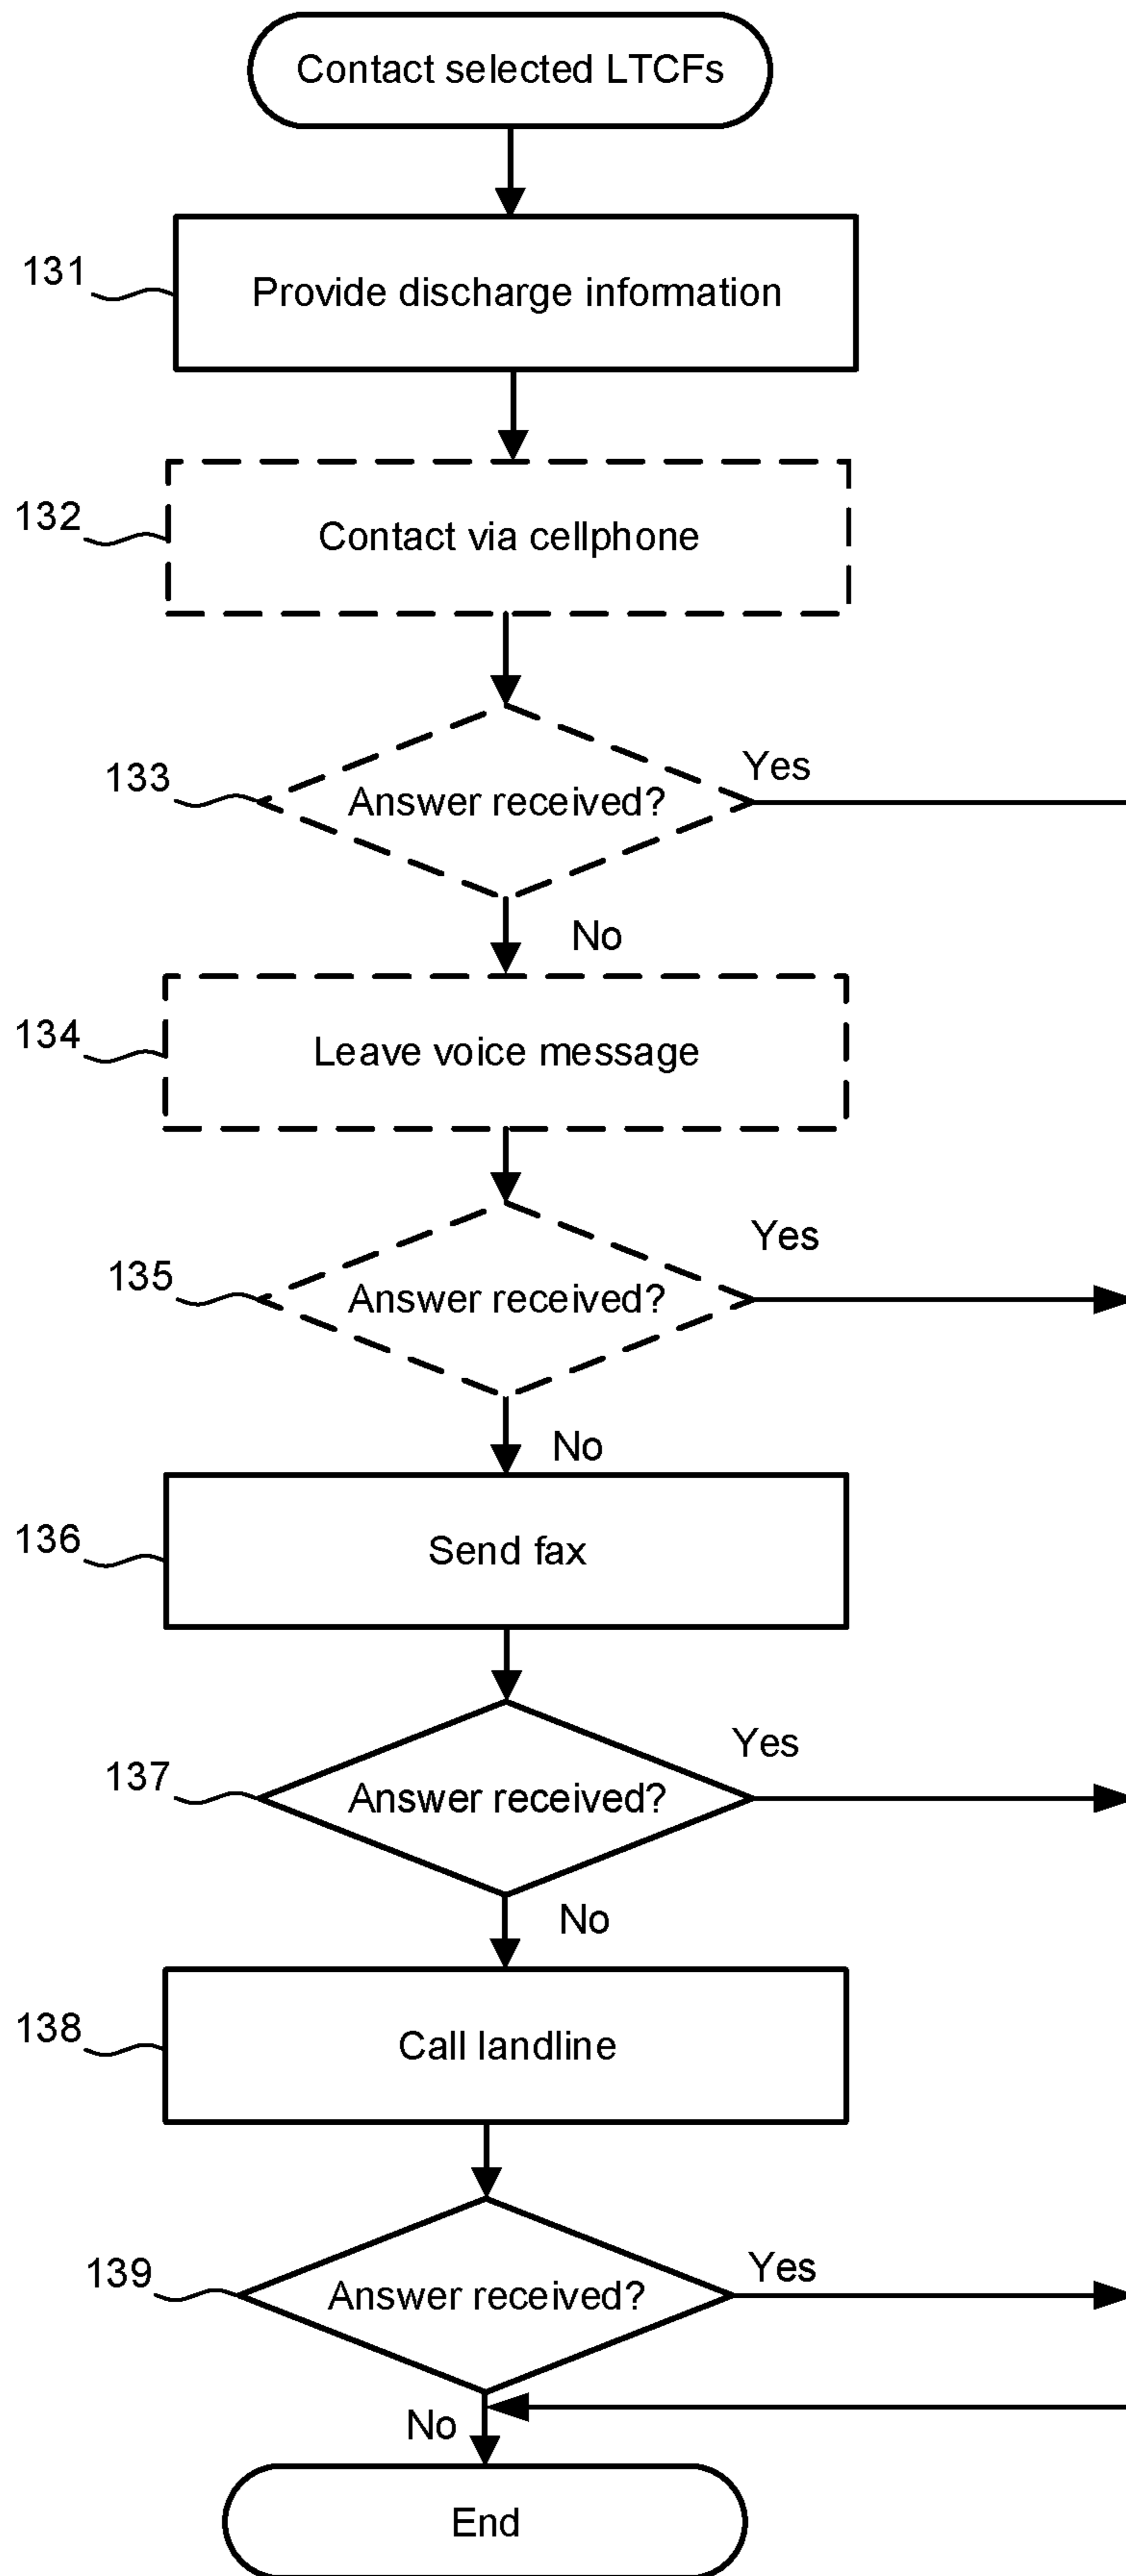 Contact selected LTCFs
131
Provide discharge information
132
Contact via cellphone
133
Answer received?
Yes
No
134
Leave voice message
135
Answer received?
Yes
No
136
Send fax
137
Answer received?
Yes
No
138
Call landline
139
Answer received?
Yes
No
End